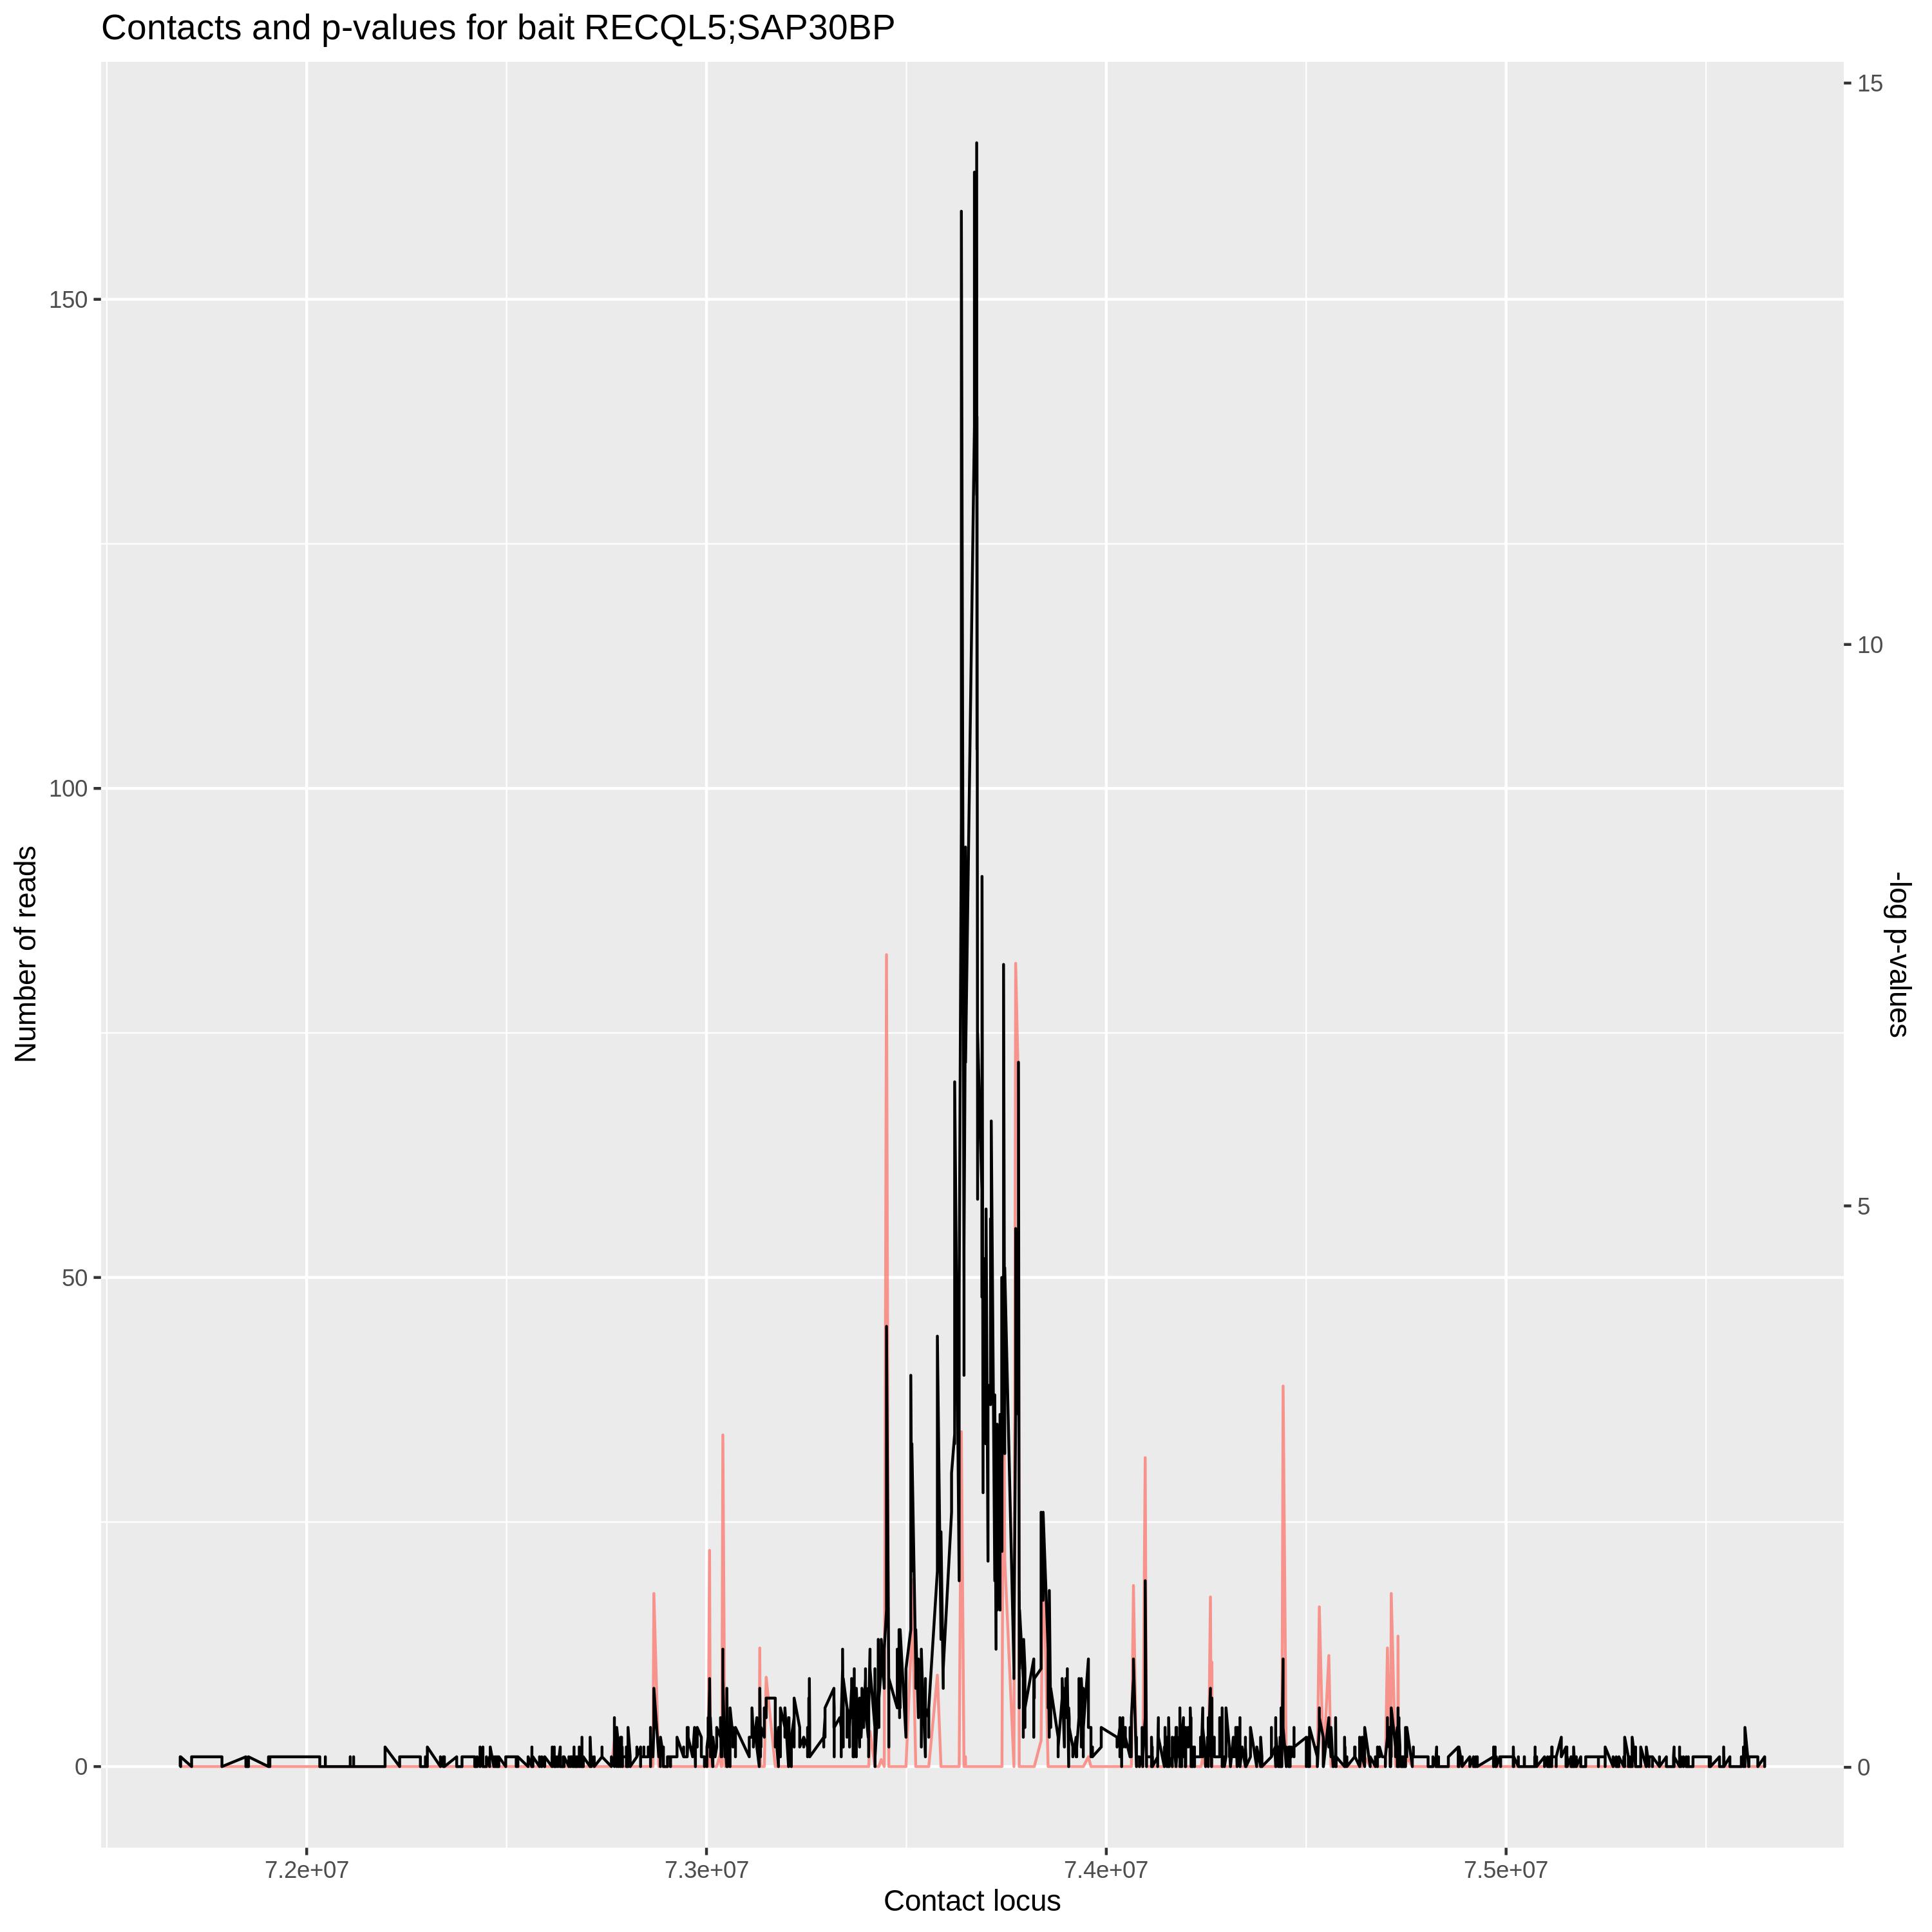 Contacts and p-values for bait RECQL5;SAP30BP
15
150
10
100
Number of reads
-log p-values
5
50
0
0
7.2e+07
7.3e+07
7.4e+07
7.5e+07
Contact locus